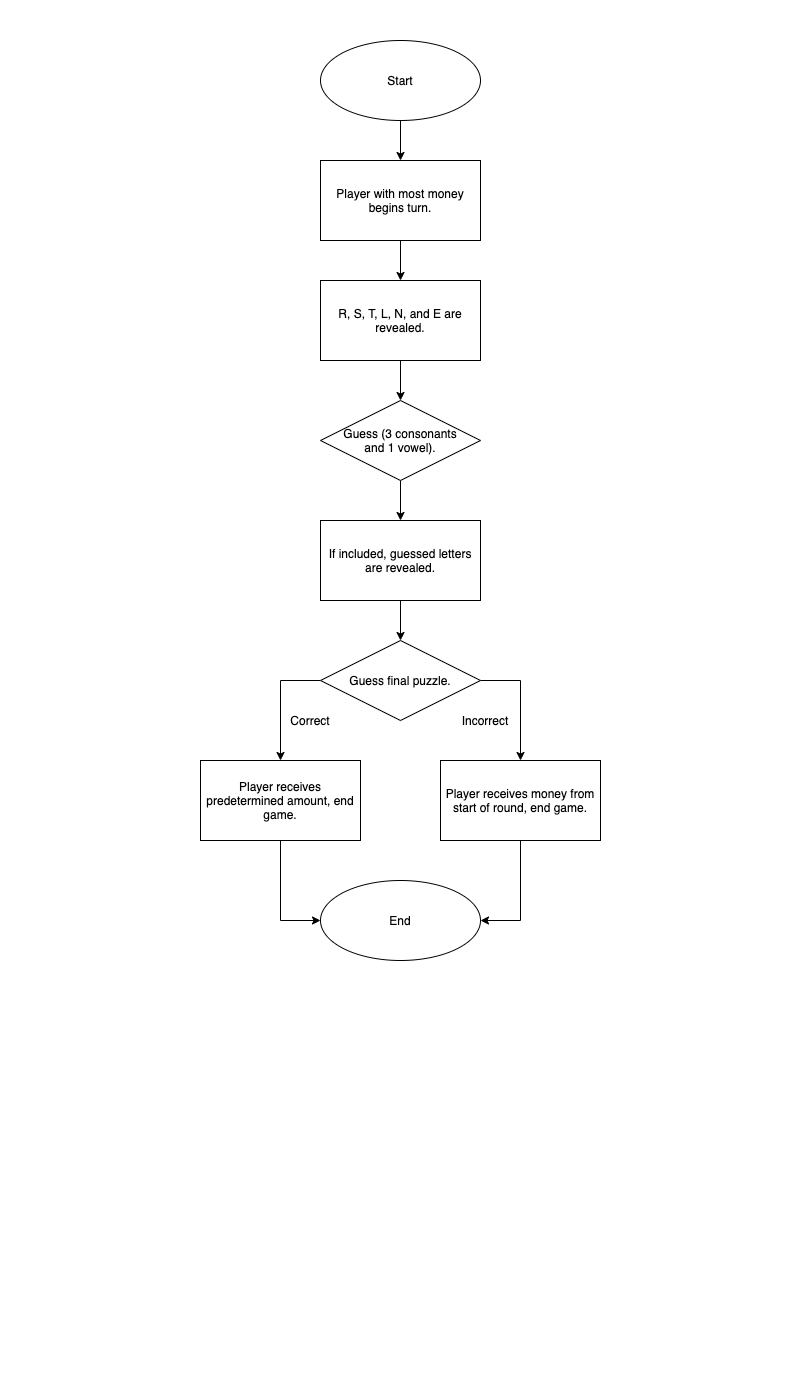 Start
Player with most money
begins turn.
R, S, T, L, N, and E are
revealed.
Guess (3 consonants
and 1 vowel).
If included, guessed letters
are revealed.
Guess final puzzle.
Correct
Incorrect
Player receives
predetermined amount, end
game.
Player receives money from
start of round, end game.
End